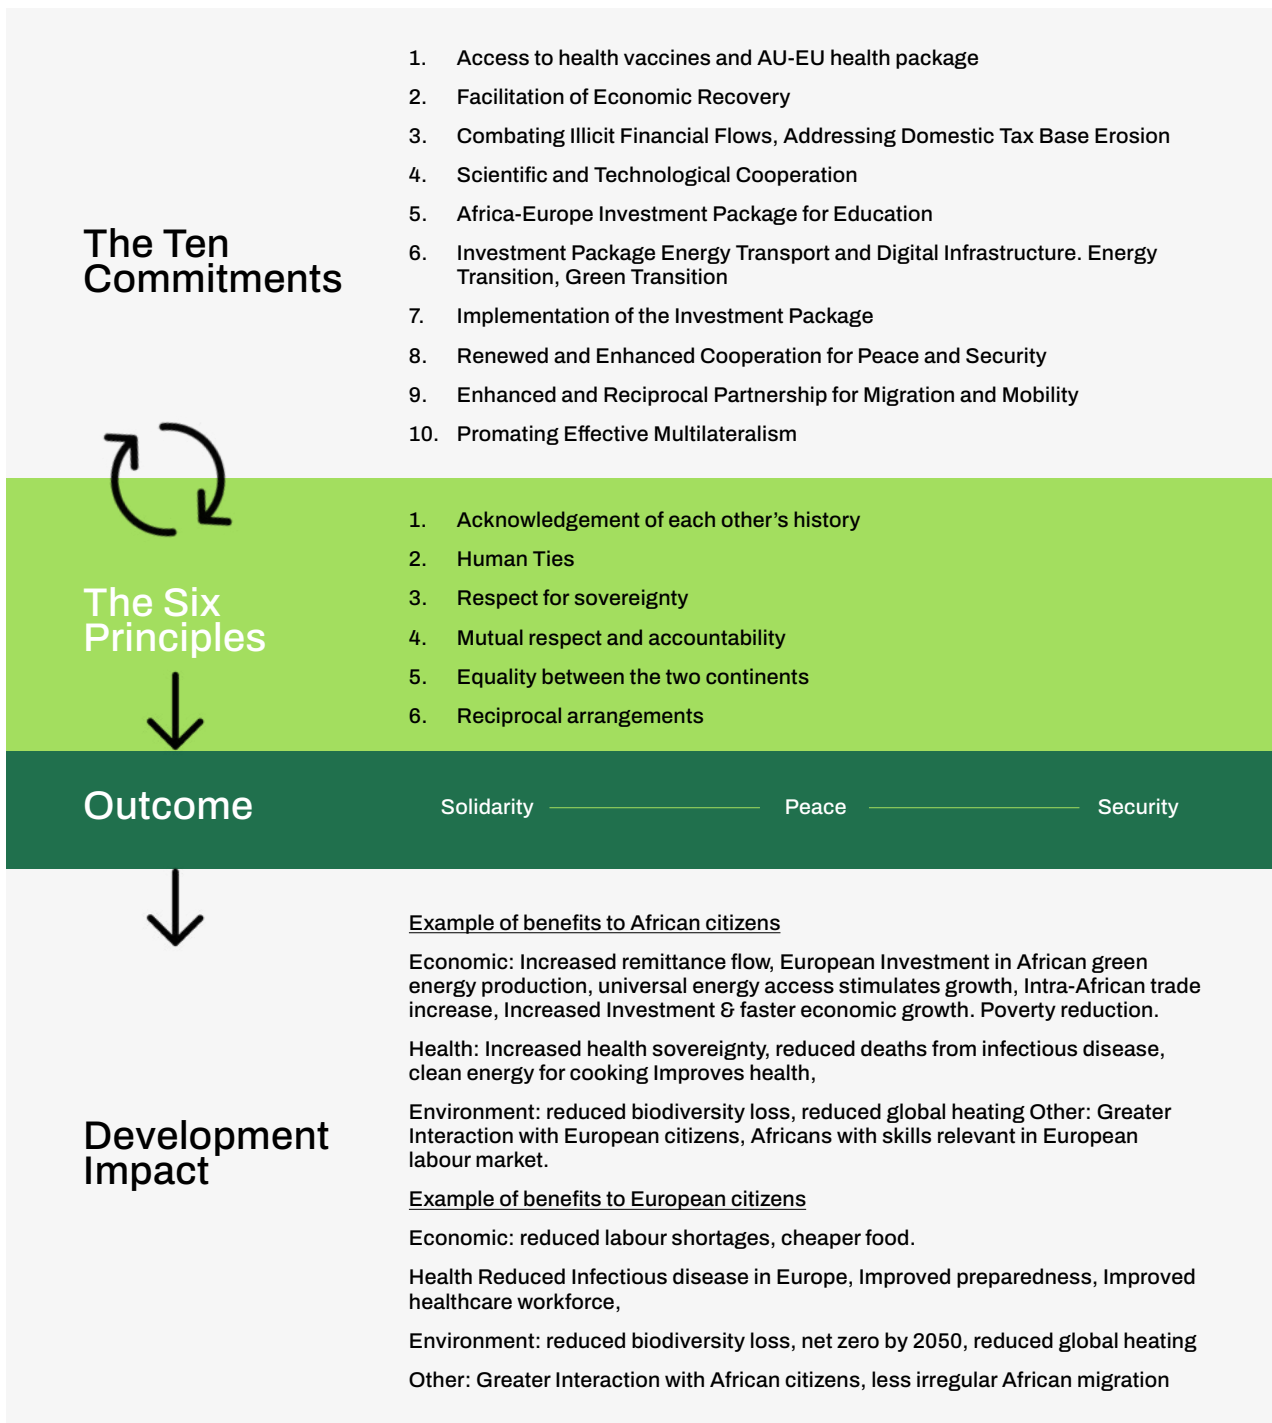 The Ten
Commitments
1. Access to health vaccines and AU-EU health package
2. Facilitation of Economic Recovery
3. Combating Illicit Financial Flows, Addressing Domestic Tax Base Erosion
4. Scientific and Technological Cooperation
5. Africa-Europe Investment Package for Education
6. Investment Package Energy Transport and Digital Infrastructure. Energy
Transition, Green Transition
7. Implementation of the Investment Package
8. Renewed and Enhanced Cooperation for Peace and Security
9. Enhanced and Reciprocal Partnership for Migration and Mobility
10. Promating Effective Multilateralism
The Six
Principles
1. Acknowledgement of each other’s history
2. Human Ties
3. Respect for sovereignty
4. Mutual respect and accountability
5. Equality between the two continents
6. Reciprocal arrangements
Outcome
Solidarity Peace Security
Development
Impact
Example of benefits to African citizens
Economic: Increased remittance flow, European Investment in African green
energy production, universal energy access stimulates growth, Intra-African trade
increase, Increased Investment & faster economic growth. Poverty reduction.
Health: Increased health sovereignty, reduced deaths from infectious disease,
clean energy for cooking Improves health,
Environment: reduced biodiversity loss, reduced global heating Other: Greater
Interaction with European citizens, Africans with skills relevant in European
labour market.
Example of benefits to European citizens
Economic: reduced labour shortages, cheaper food.
Health Reduced Infectious disease in Europe, Improved preparedness, Improved
healthcare workforce,
Environment: reduced biodiversity loss, net zero by 2050, reduced global heating
Other: Greater Interaction with African citizens, less irregular African migration